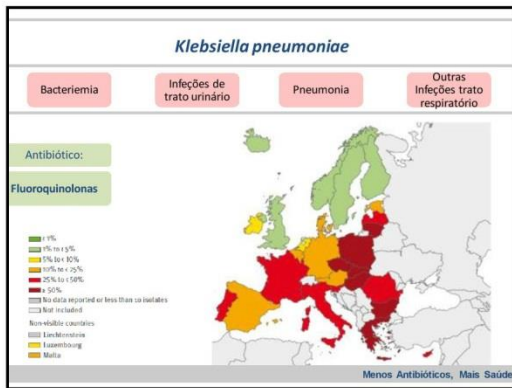 Klebsiella pneumoniae
Bacteriemia
Infeções de
trato urinário
Pneumonia
Outras
Infeções trato
respiratório
Antibiótico:
Fluoroquinolonas
< 1%
1% to < 5%
5% to < 10%
10% to < 25%
25% to < 50%
≥ 50%
No data reported or less than 10 isolates
Not included
Non-visible countries
Liechtenstein
Luxembourg
Malta
Menos Antibióticos, Mais Saúde